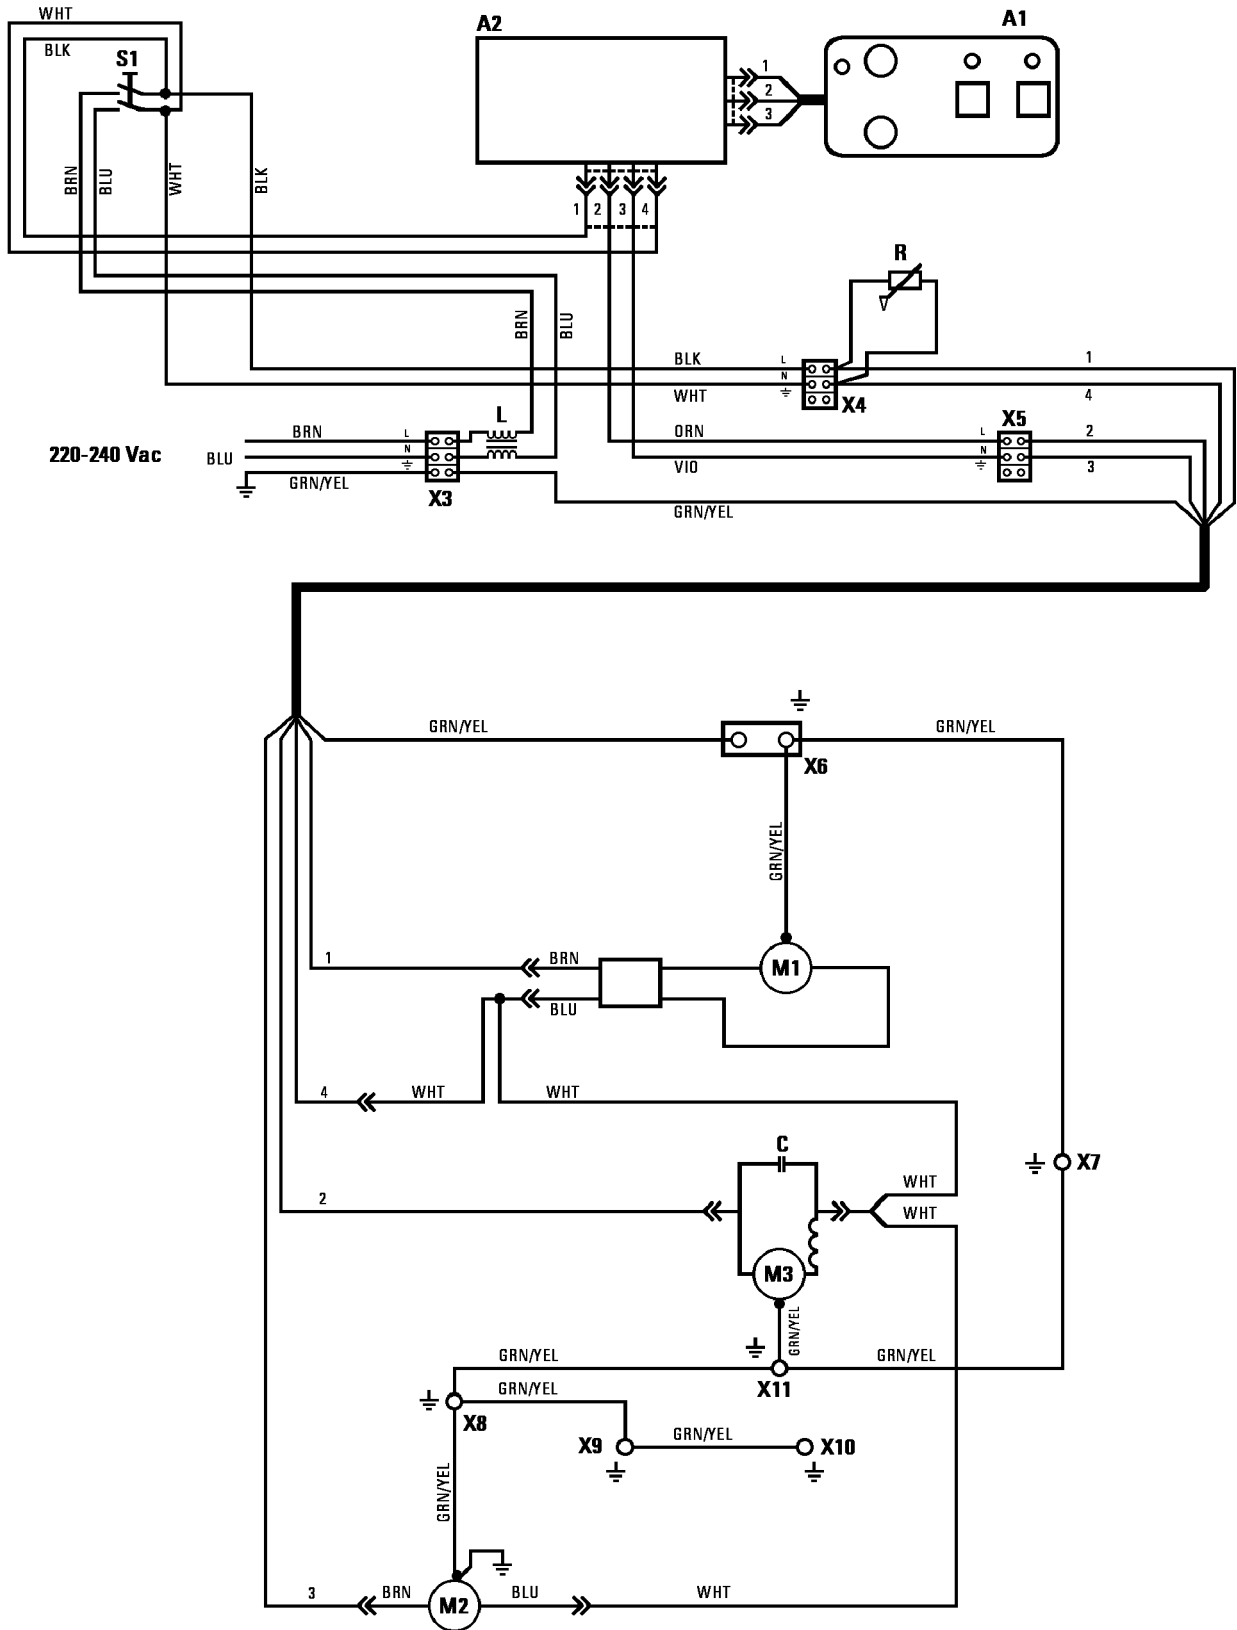 WHT
A2
A1
BLK
S1
1
2
3
BRN
BLU
WHT
BLK
1
2
3
4
R
BRN
BLU
BLK
L
N
WHT
X4
1
4
L
BRN
L
N
220-240 Vac
BLU
GRN/YEL
X3
ORN
VIO
L
N
X5
2
3
GRN/YEL
GRN/YEL
GRN/YEL
X6
GRN/YEL
1
BRN
M1
BLU
4
WHT
WHT
C
X7
WHT
2
WHT
M3
GRN/YEL
GRN/YEL
GRN/YEL
X11
GRN/YEL
X8
X9
GRN/YEL
X10
GRN/YEL
3
BRN
M2
BLU
WHT